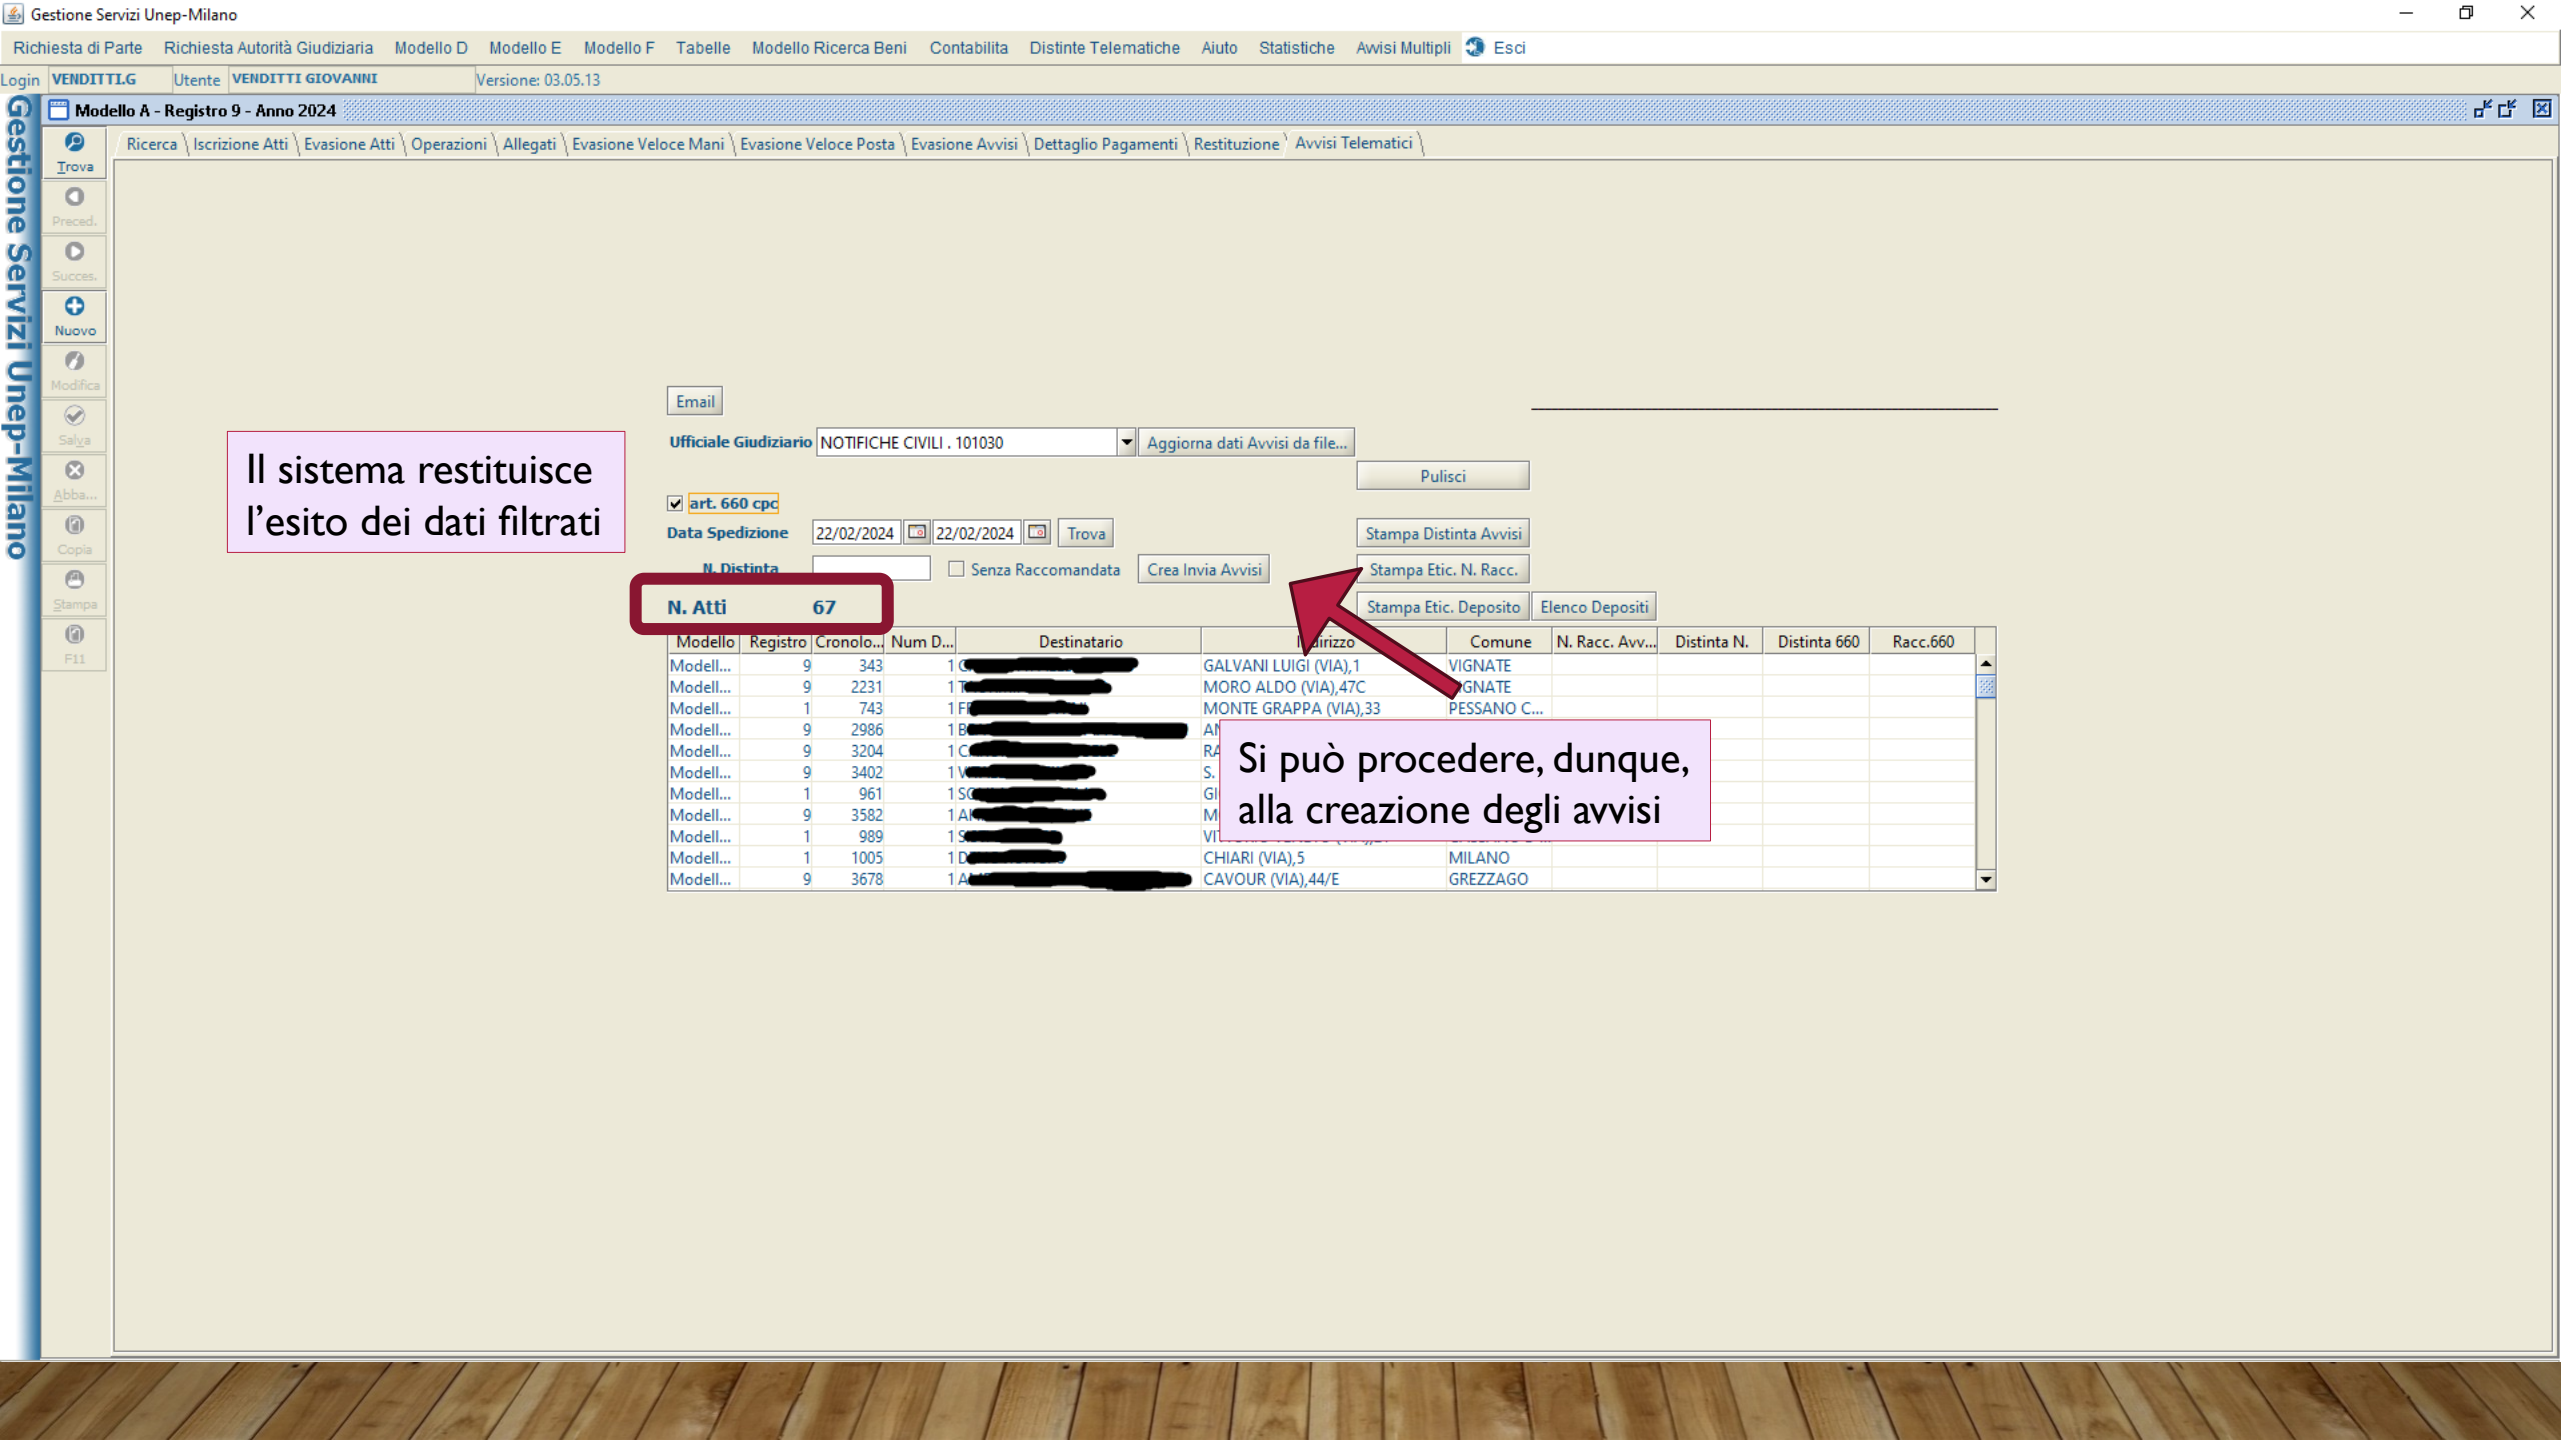 Gestione Servizi Unep-Milano
Richiesta di Parte Richiesta Autorità Giudiziaria Modello D Modello E Modello F Tabelle Modello Ricerca Beni Contabilita Distinte Telematiche Aiuto Statistiche Avvisi Multipli Esci
Login VENDITTI.G Utente VENDITTI GIOVANNI Versione: 03.05.13
Gestione Servizi Unep-Milano
Modello A - Registro 9 - Anno 2024
Ricerca Iscrizione Atti Evasione Atti Operazioni Allegati Evasione Veloce Mani Evasione Veloce Posta Evasione Avvisi Dettaglio Pagamenti Restituzione Avvisi Telematici
Trova
Preced.
Succes.
Nuovo
Modifica
Salva
Abba...
Copia
Stampa
F11
Email
Ufficiale Giudiziario NOTIFICHE CIVILI . 101030 Aggiorna dati Avvisi da file...
Pulisci
art. 660 cpc
Data Spedizione 22/02/2024 22/02/2024 Trova Stampa Distinta Avvisi
N. Distinta Senza Raccomandata Crea Invia Avvisi Stampa Etic. N. Racc.
N. Atti 67 Stampa Etic. Deposito Elenco Depositi
Il sistema restituisce
l'esito dei dati filtrati
Modello Registro Cronolo... Num D... Destinatario Comune N. Racc. Avv... Distinta N. Distinta 660 Racc.660
Modell... 9 343 1 GALVANI LUIGI (VIA),1 VIGNATE
Modell... 9 2231 1 MORO ALDO (VIA),47C
Modell... 1 743 1 MONTE GRAPPA (VIA),33 PESSANO C...
Modell... 9 2986 1
Modell... 9 3204 1
Modell... 9 3402 1 S.
Modell... 1 961 1
Modell... 9 3582 1
Modell... 1 989 1
Modell... 1 1005 1 CHIARI (VIA),5 MILANO
Modell... 9 3678 1 CAVOUR (VIA),44/E GREZZAGO
Si può procedere, dunque,
alla creazione degli avvisi